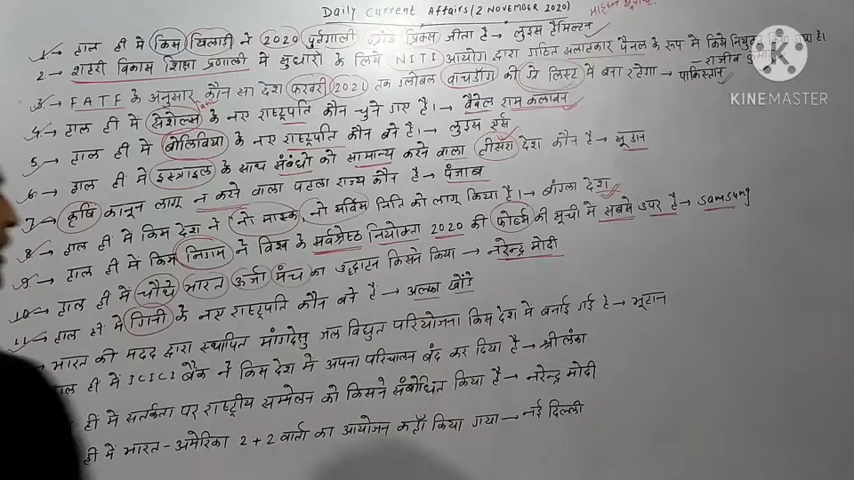 Daily Current Affairs (2 NOVEMBER 2020)
1 → हाल ही में किस खिलाड़ी ने 2020 पुर्तगाली ग्रांड प्रिक्स जीता है → लुइस हैमिल्टन
2 → शहरी विकास शिक्षा प्रणाली में सुधारों के लिये NITI आयोग द्वारा गठित सलाहकार पैनल के रूप में किसे नियुक्त किया गया है। → राजीव
3 → FATF के अनुसार कौन सा देश फरवरी 2021 तक ग्लोबल वाचडॉग की ग्रे लिस्ट में बना रहेगा → पाकिस्तान
4 → हाल ही में सेशेल्स के नए राष्ट्रपति कौन चुने गए है। → वैवेल राम कलावन
5 → हाल ही में बोलिविया के नए राष्ट्रपति कौन बने है। → लुइस एर्स
6 → हाल ही में इस्त्राइल के साथ संबंधो को सामान्य करने वाला तीसरा देश कौन है → सूडान
7 → कृषि कानून लागू न करने वाला पहला राज्य कौन है → पंजाब
8 → हाल ही में किस देश ने नो मास्क, नो सर्विस निति को लागू किया है। → बांग्ला देश
9 → हाल ही में किस निगम ने विश्व के सर्वश्रेष्ठ नियोक्ता 2020 की फोर्ब्स की सूची में सबसे उपर है → Samsung
10 → हाल ही में चौथे भारत ऊर्जा मंच का उद्घाटन किसने किया → नरेन्द्र मोदी
11 → हाल ही में गिनी के नए राष्ट्रपति कौन बने है → अल्फा कोंडे
→ भारत की मदद द्वारा स्थापित मांगदेछु जल विद्युत परियोजना किस देश में बनाई गई है → भूटान
हाल ही में ICICI बैंक ने किस देश में अपना परिचालन बंद कर दिया है → श्री लंका
ही में सतर्कता पर राष्ट्रीय सम्मेलन को किसने संबोधित किया है → नरेन्द्र मोदी
ही में भारत - अमेरिका 2+2 वार्ता का आयोजन कहाँ किया गया → नई दिल्ली
KINEMASTER